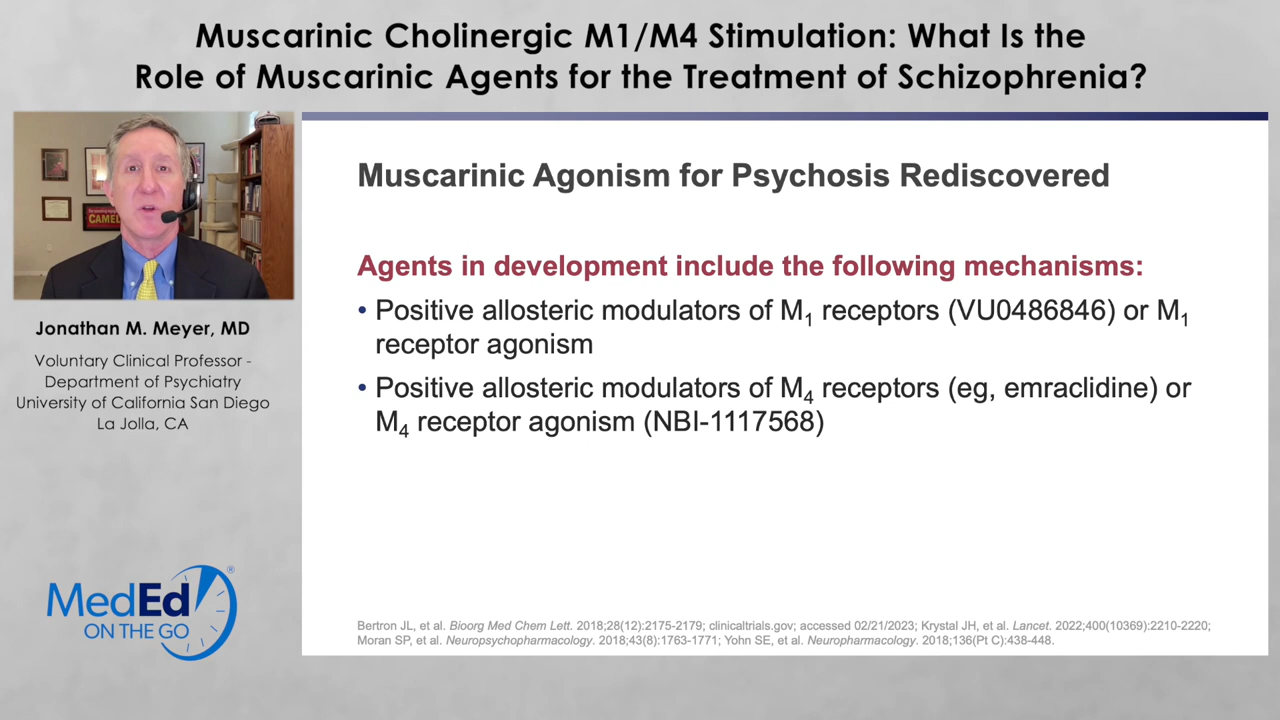 Muscarinic Cholinergic M1/M4 Stimulation: What Is the
Role of Muscarinic Agents for the Treatment of Schizophrenia?
CAMEL
Jonathan M. Meyer, MD
Voluntary Clinical Professor -
Department of Psychiatry
University of California San Diego
La Jolla, CA
MedEd®
ON THE GO
Muscarinic Agonism for Psychosis Rediscovered
Agents in development include the following mechanisms:
• Positive allosteric modulators of M₁ receptors (VU0486846) or M₁
receptor agonism
• Positive allosteric modulators of M₄ receptors (eg, emraclidine) or
M₄ receptor agonism (NBI-1117568)
Bertron JL, et al. Bioorg Med Chem Lett. 2018;28(12):2175-2179; clinicaltrials.gov; accessed 02/21/2023; Krystal JH, et al. Lancet. 2022;400(10369):2210-2220;
Moran SP, et al. Neuropsychopharmacology. 2018;43(8):1763-1771; Yohn SE, et al. Neuropharmacology. 2018;136(Pt C):438-448.